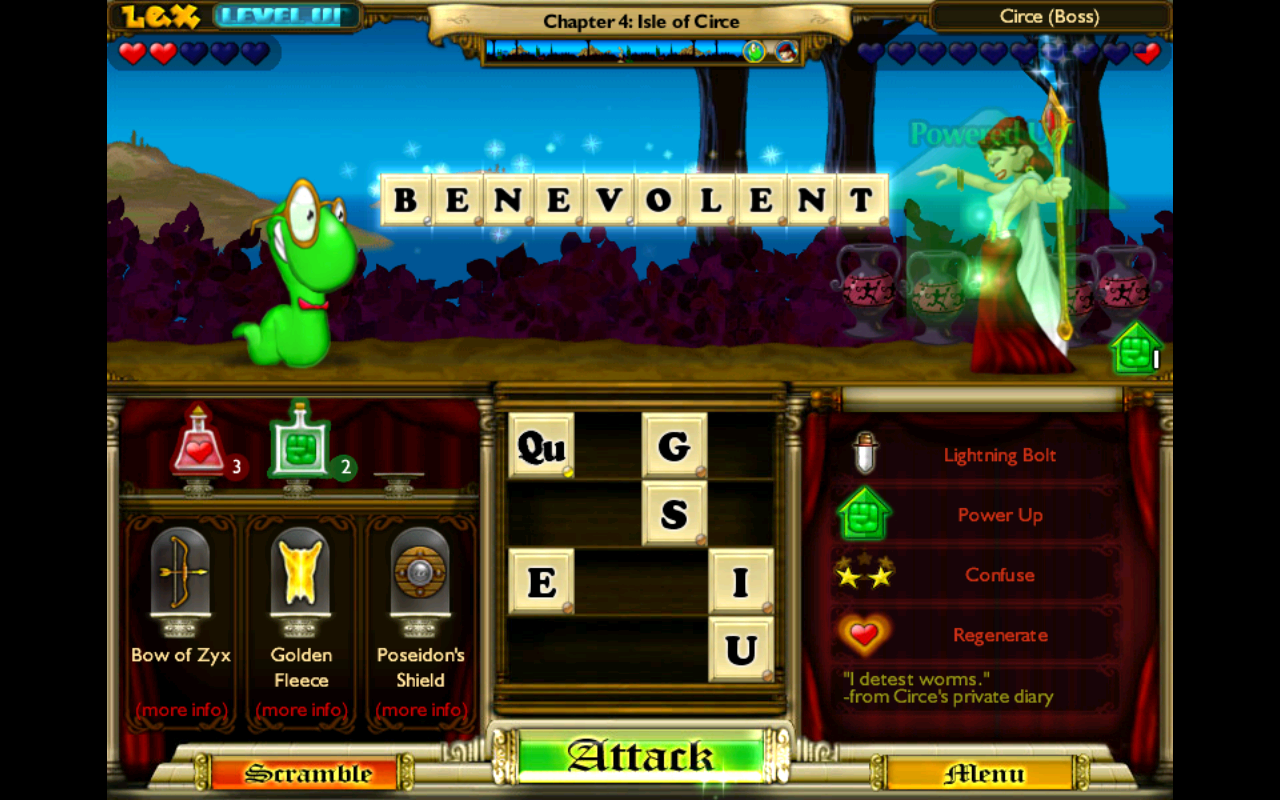 LEX LEVEL III
Chapter 4: Isle of Circe
Circe (Boss)
Powered Up!
BENEVOLENT
1
3
2
Qu G
S
E I
U
Bow of Zyx
(more info)
Golden
Fleece
(more info)
Poseidon's
Shield
(more info)
Lightning Bolt
Power Up
Confuse
Regenerate
"I detest worms."
-from Circe's private diary
Scramble
Attack
Menu